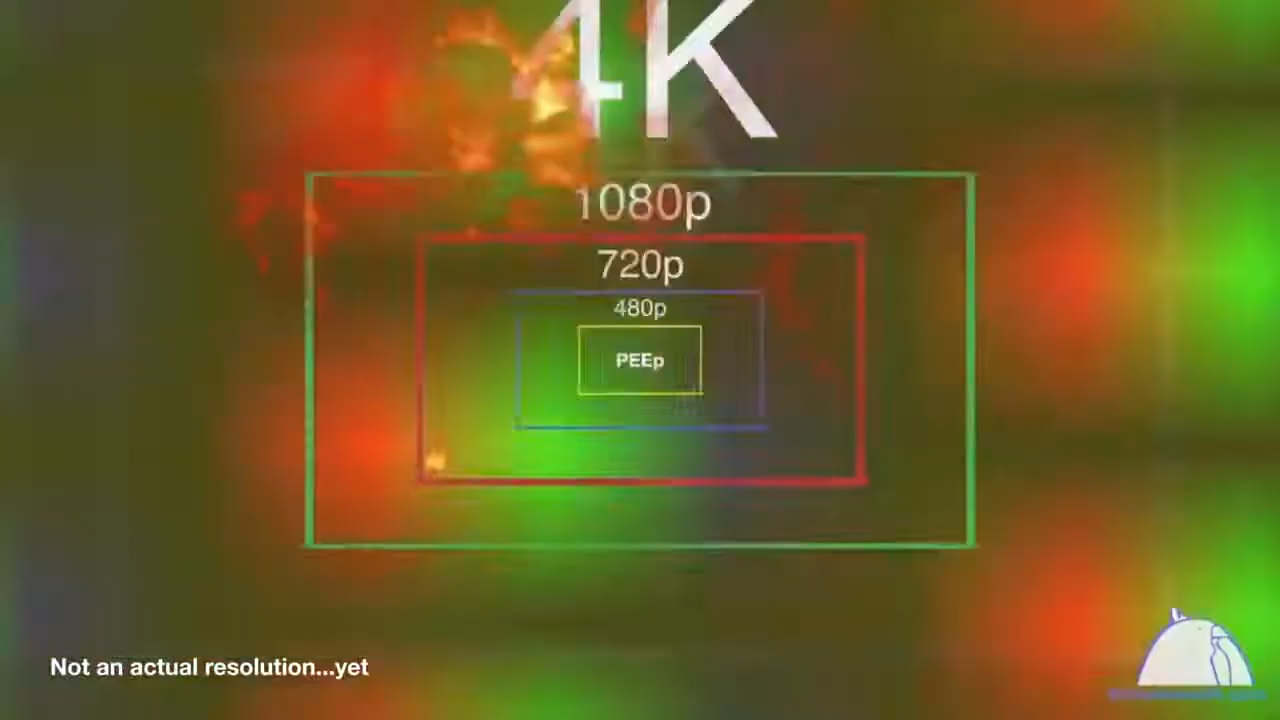 4K
1080p
720p
480p
PEEp
Not an actual resolution...yet